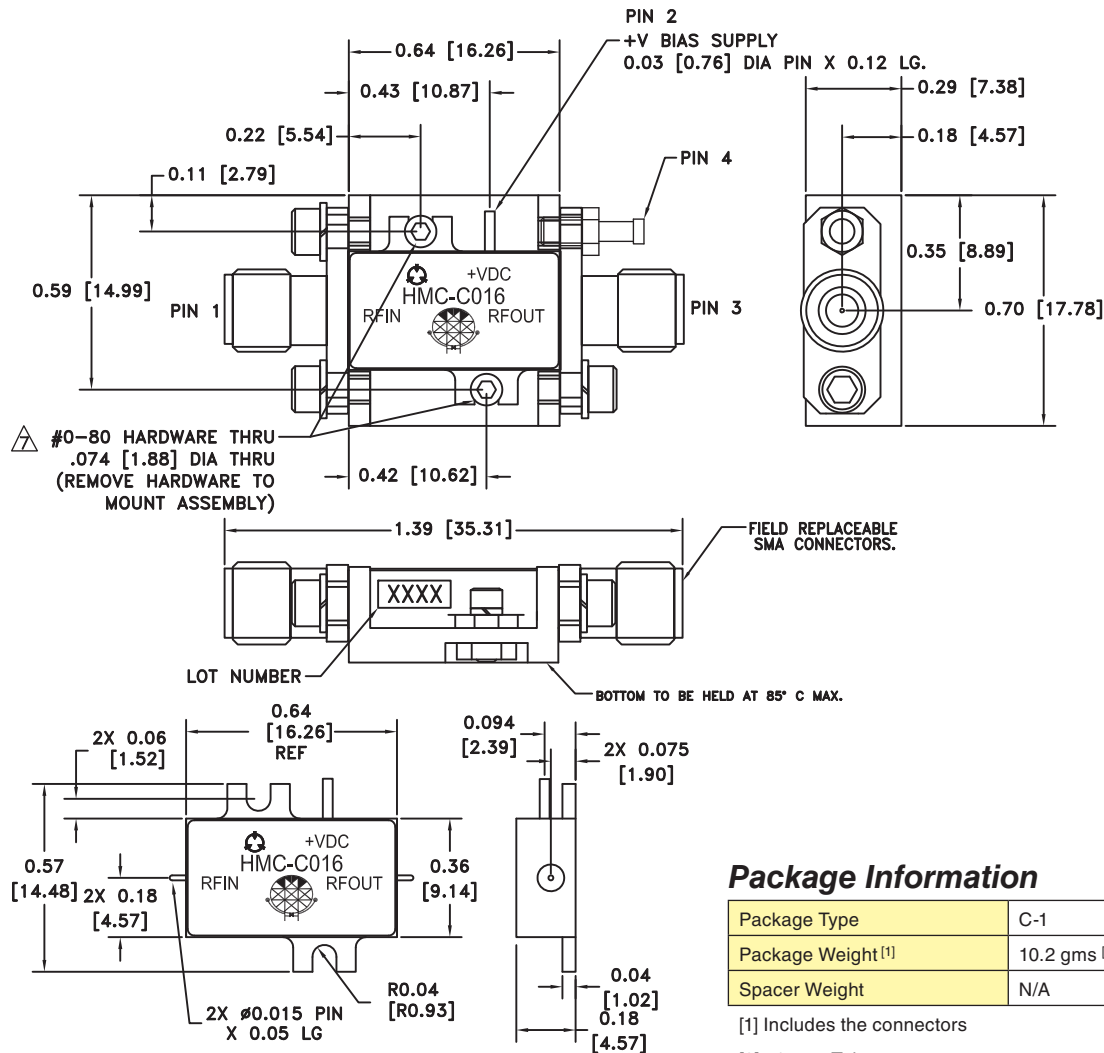 PIN 2
+V BIAS SUPPLY
0.03 [0.76] DIA PIN X 0.12 LG.
0.64 [16.26]
0.43 [10.87]
0.22 [5.54]
0.11 [2.79]
0.59 [14.99]
PIN 4
PIN 1
+VDC
HMC-C016
RFIN
RFOUT
PIN 3
0.29 [7.38]
0.18 [4.57]
0.35 [8.89]
0.70 [17.78]
7
#0-80 HARDWARE THRU
.074 [1.88] DIA THRU
(REMOVE HARDWARE TO
MOUNT ASSEMBLY)
0.42 [10.62]
1.39 [35.31]
FIELD REPLACEABLE
SMA CONNECTORS.
XXXX
LOT NUMBER
BOTTOM TO BE HELD AT 85° C MAX.
0.64
[16.26]
REF
2X 0.06
[1.52]
0.57
[14.48]
2X 0.18
[4.57]
+VDC
HMC-C016
RFIN
RFOUT
0.36
[9.14]
2X ø0.015 PIN
X 0.05 LG
R0.04
[R0.93]
0.094
[2.39]
2X 0.075
[1.90]
0.04
[1.02]
0.18
[4.57]
Package Information
Package Type C-1
Package Weight [1] 10.2 gms [
Spacer Weight N/A
[1] Includes the connectors